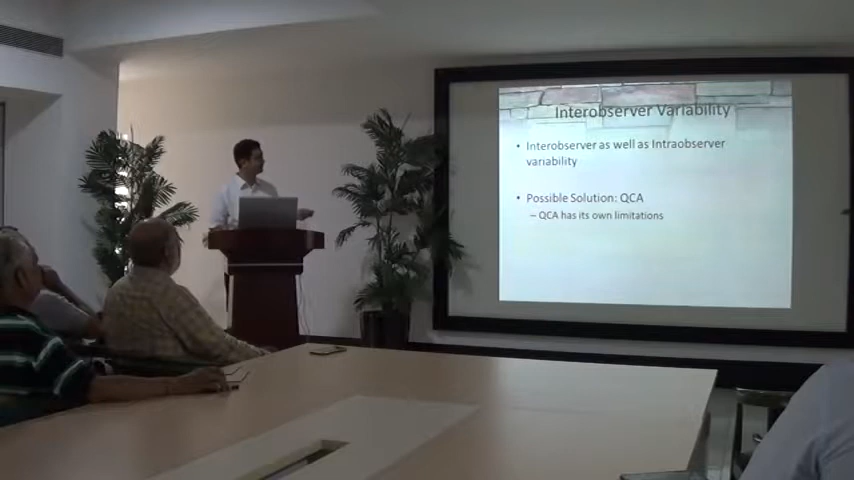 Interobserver Variability
• Interobserver as well as IntraObserver
variability
• Possible Solution: QCA
– QCA has its own limitations